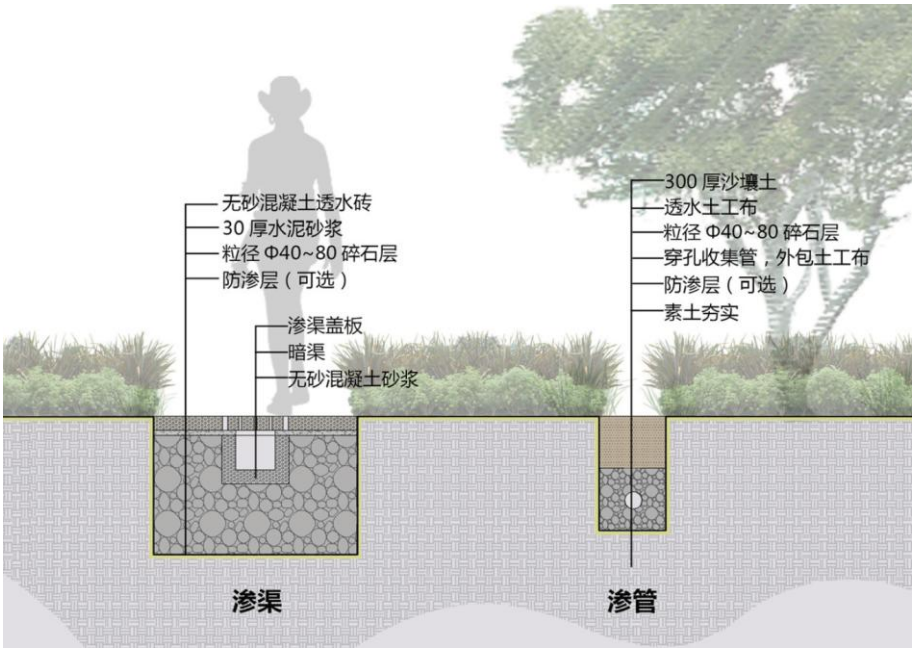 无砂混凝土透水砖
30 厚水泥砂浆
粒径 Φ40~80 碎石层
防渗层（可选）
渗渠盖板
暗渠
无砂混凝土砂浆
渗渠
300 厚沙壤土
透水土工布
粒径 Φ40~80 碎石层
穿孔收集管，外包土工布
防渗层（可选）
素土夯实
渗管